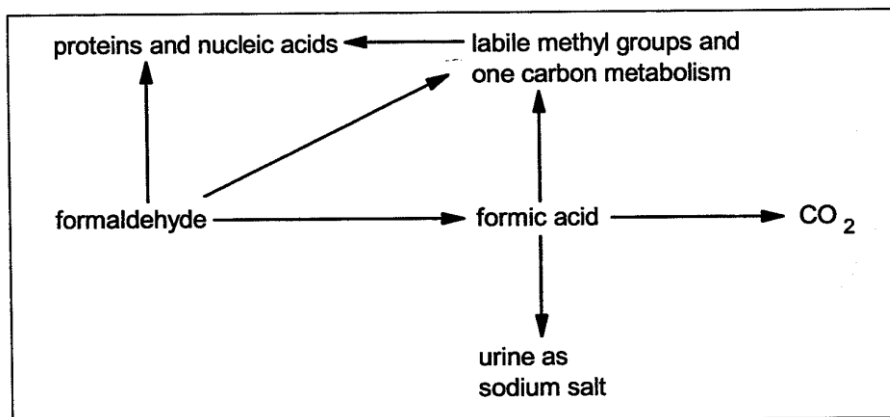 proteins and nucleic acids
labile methyl groups and
one carbon metabolism
formaldehyde
formic acid
CO2
urine as
sodium salt